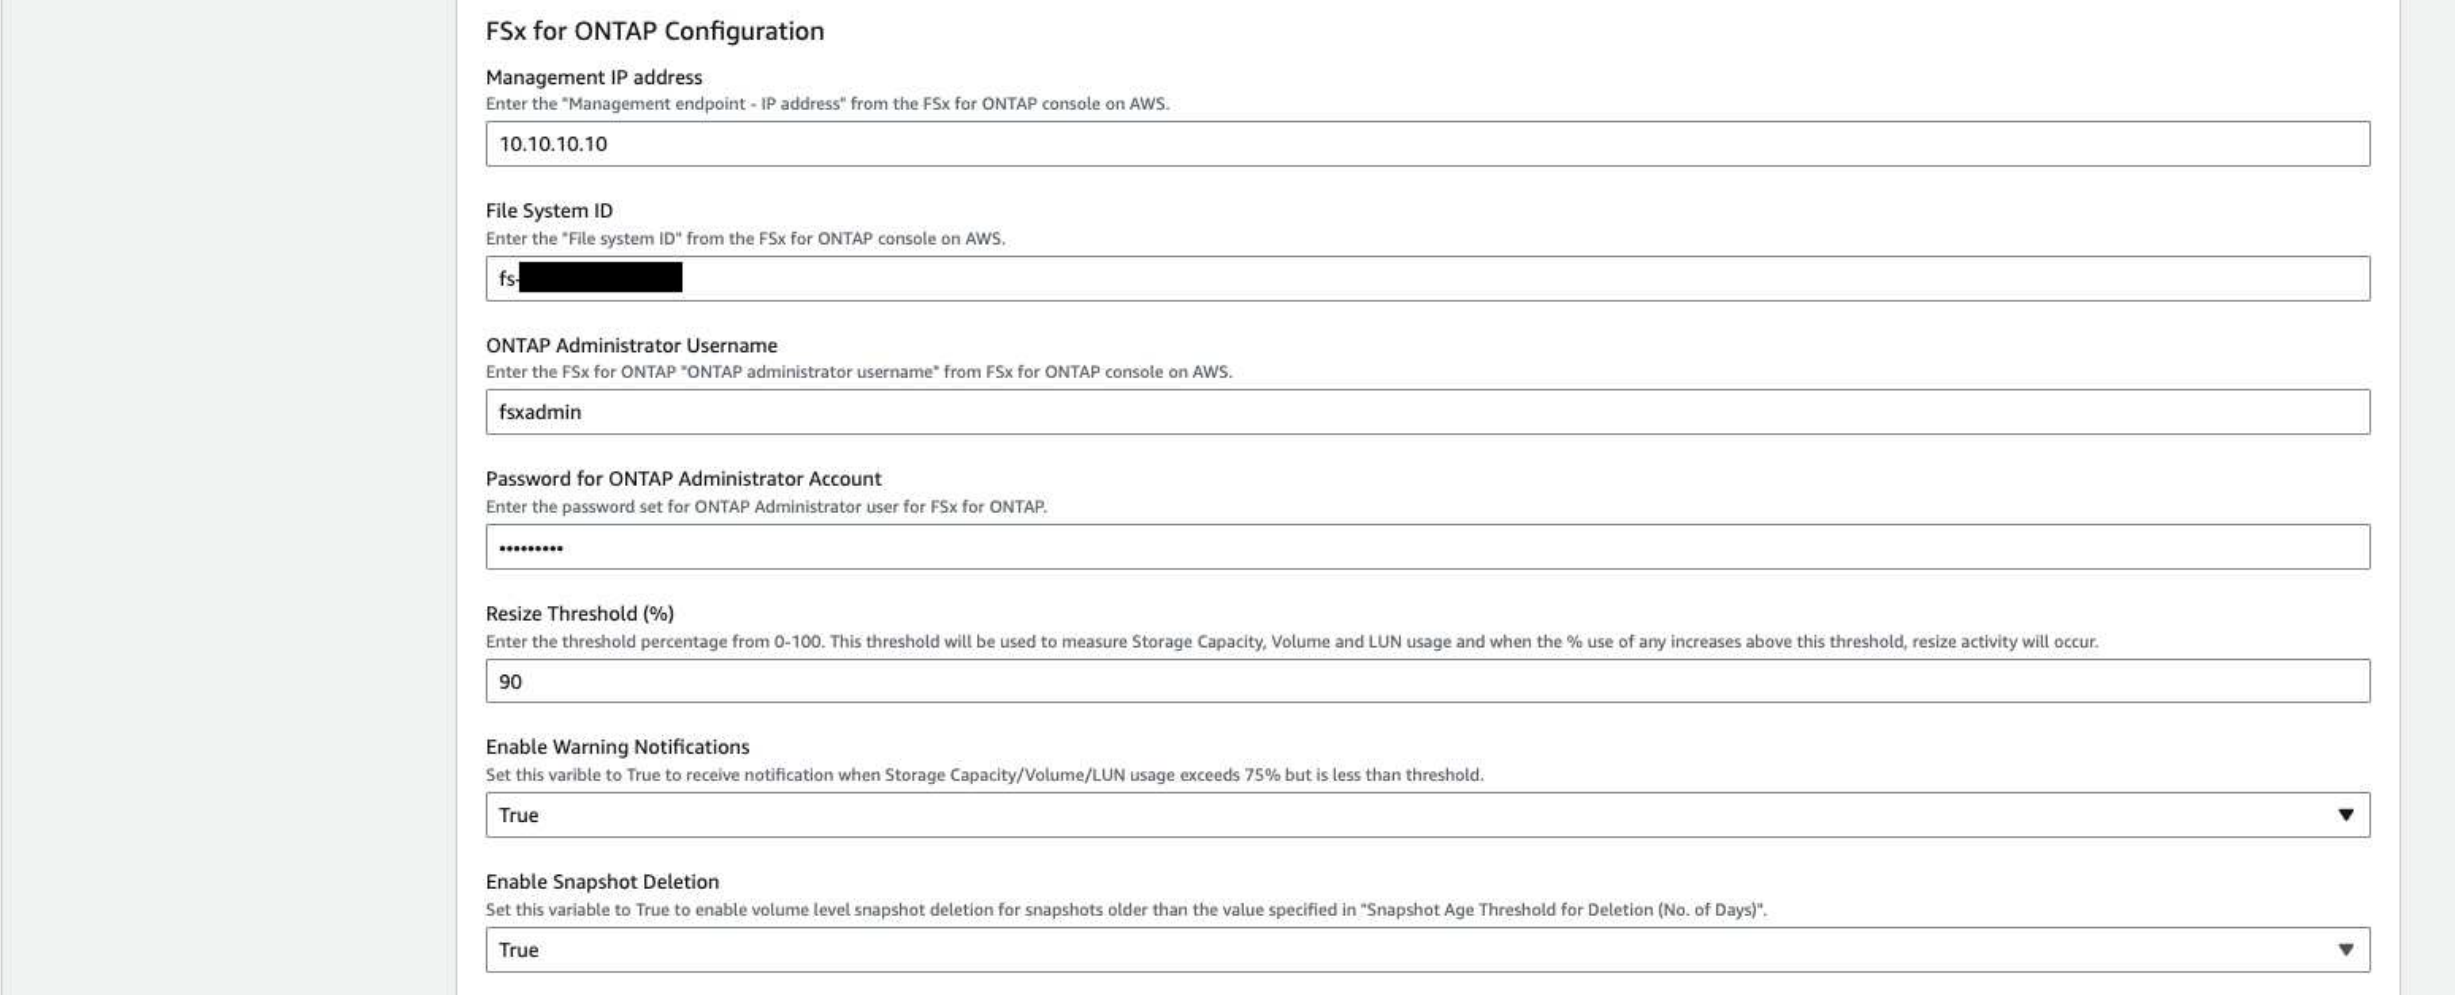 FSx for ONTAP Configuration
Management IP address
Enter the "Management endpoint - IP address" from the FSx for ONTAP console on AWS.
10.10.10.10
File System ID
Enter the "File system ID" from the FSx for ONTAP console on AWS.
fs-
ONTAP Administrator Username
Enter the FSx for ONTAP "ONTAP administrator username" from FSx for ONTAP console on AWS.
fsxadmin
Password for ONTAP Administrator Account
Enter the password set for ONTAP Administrator user for FSx for ONTAP.
•••••••••
Resize Threshold (%)
Enter the threshold percentage from 0-100. This threshold will be used to measure Storage Capacity, Volume and LUN usage and when the % use of any increases above this threshold, resize activity will occur.
90
Enable Warning Notifications
Set this varible to True to receive notification when Storage Capacity/Volume/LUN usage exceeds 75% but is less than threshold.
True
Enable Snapshot Deletion
Set this variable to True to enable volume level snapshot deletion for snapshots older than the value specified in "Snapshot Age Threshold for Deletion (No. of Days)".
True